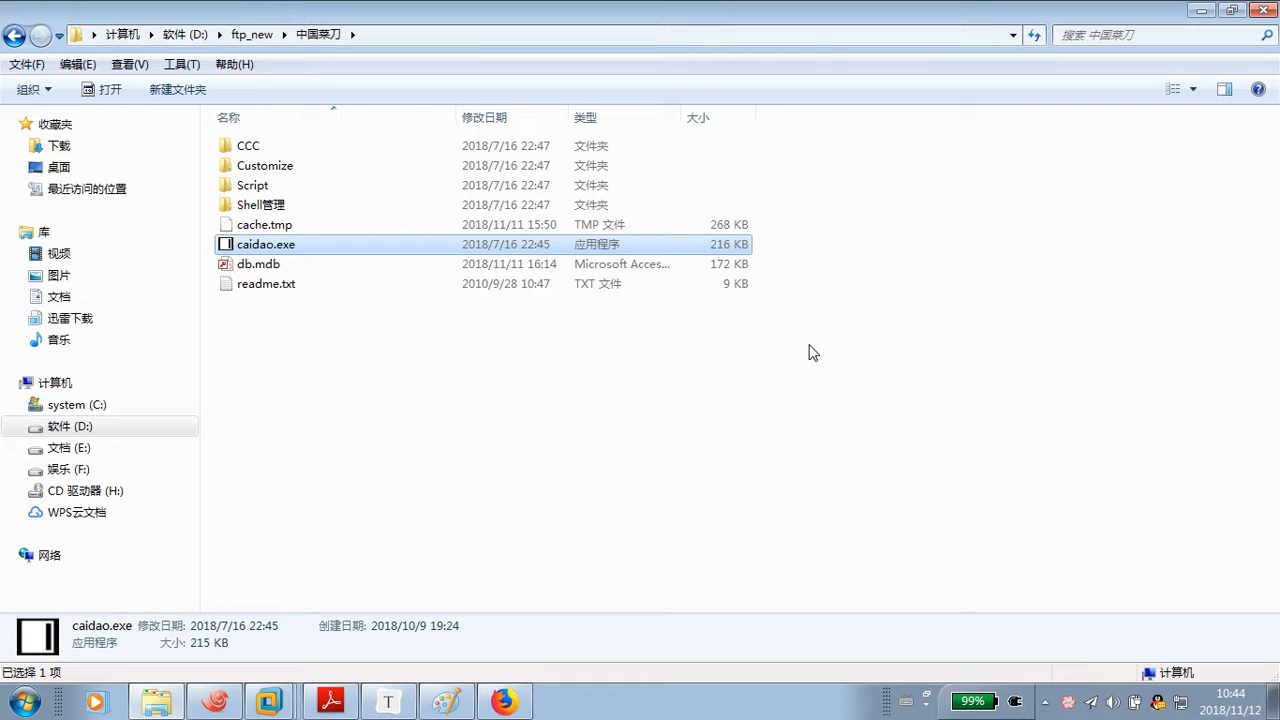 计算机 软件 (D:) ftp_new 中国菜刀 搜索 中国菜刀
文件(F) 编辑(E) 查看(V) 工具(T) 帮助(H)
组织 打开 新建文件夹
名称 修改日期 类型 大小
CCC 2018/7/16 22:47 文件夹
Customize 2018/7/16 22:47 文件夹
Script 2018/7/16 22:47 文件夹
Shell管理 2018/7/16 22:47 文件夹
cache.tmp 2018/11/11 15:50 TMP 文件 268 KB
caidao.exe 2018/7/16 22:45 应用程序 216 KB
db.mdb 2018/11/11 16:14 Microsoft Acces... 172 KB
readme.txt 2010/9/28 10:47 TXT 文件 9 KB
收藏夹
下载
桌面
最近访问的位置
库
视频
图片
文档
迅雷下载
音乐
计算机
system (C:)
软件 (D:)
文档 (E:)
娱乐 (F:)
CD 驱动器 (H:)
WPS云文档
网络
caidao.exe 修改日期: 2018/7/16 22:45 创建日期: 2018/10/9 19:24
应用程序 大小: 215 KB
已选择 1 项 计算机
T
99%
10:44
2018/11/12